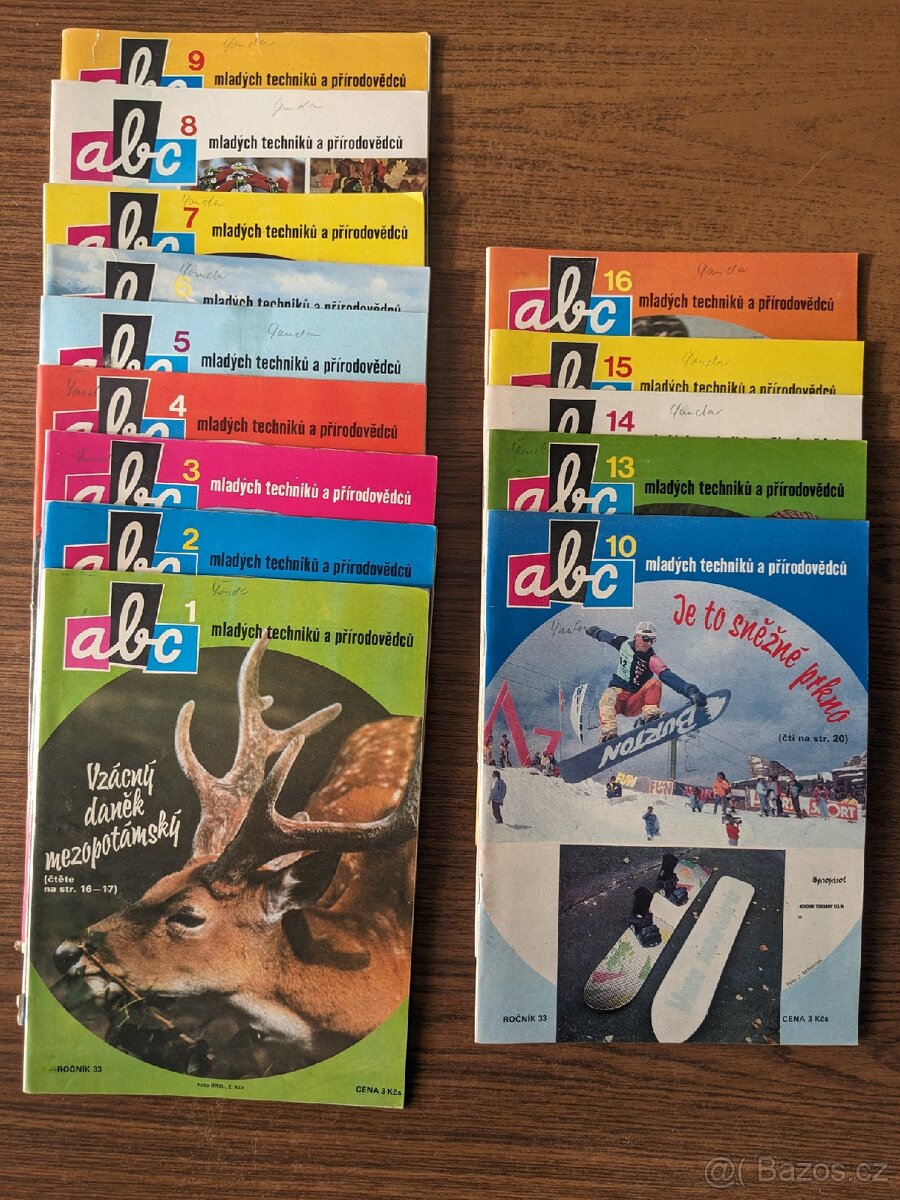 9
mladých techniků a přírodovědců
abc
8
mladých techniků a přírodovědců
abc
7
mladých techniků a přírodovědců
abc
6
mladých techniků a přírodovědců
abc
5
mladých techniků a přírodovědců
abc
4
mladých techniků a přírodovědců
abc
3
mladých techniků a přírodovědců
abc
2
mladých techniků a přírodovědců
abc
1
mladých techniků a přírodovědců
Vzácný
daněk
mezopotámský
(čtěte
na str. 16–17)
ROČNÍK 33
CENA 3 Kčs
abc
16
mladých techniků a přírodovědců
abc
15
mladých techniků a přírodovědců
abc
14
abc
13
mladých techniků a přírodovědců
abc
10
mladých techniků a přírodovědců
Je to sněžné prkno
(čti na str. 20)
BURTON
FUN
FUN
ROČNÍK 33
CENA 3 Kčs
Bazos.cz